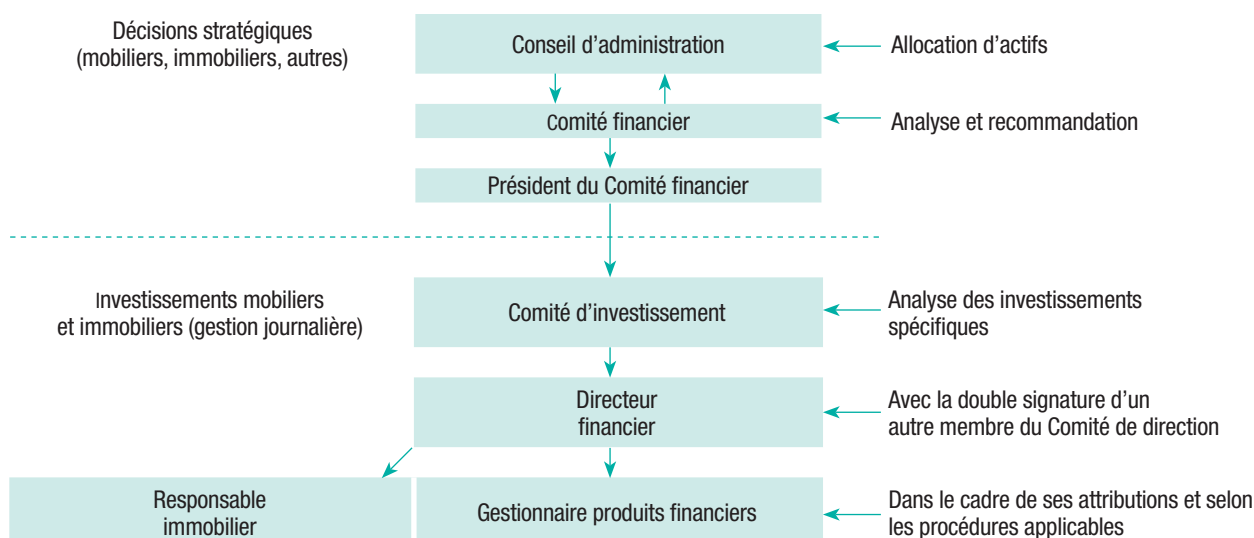 Décisions stratégiques
(mobiliers, immobiliers, autres)
Conseil d'administration
Allocation d'actifs
Comité financier
Analyse et recommandation
Président du Comité financier
Investissements mobiliers
et immobiliers (gestion journalière)
Comité d'investissement
Analyse des investissements
spécifiques
Directeur
financier
Avec la double signature d'un
autre membre du Comité de direction
Responsable
immobilier
Gestionnaire produits financiers
Dans le cadre de ses attributions et selon
les procédures applicables